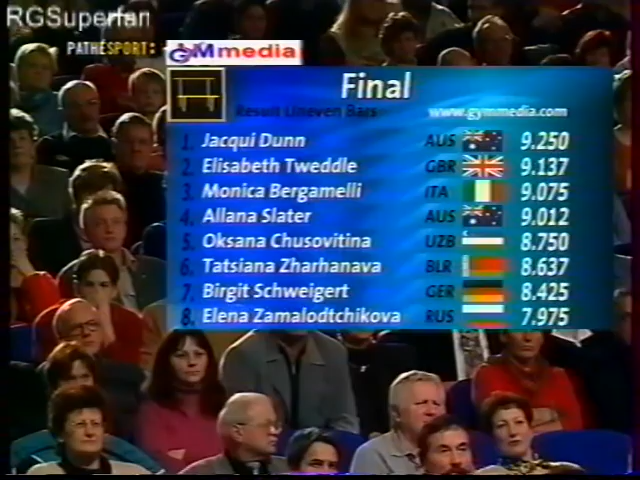 RGSuperfan
PATHÉSPORT:
GYMmedia
Final
Result Uneven Bars
www.gymmedia.com
1. Jacqui Dunn AUS 9.250
2. Elisabeth Tweddle GBR 9.137
3. Monica Bergamelli ITA 9.075
4. Allana Slater AUS 9.012
5. Oksana Chusovitina UZB 8.750
6. Tatsiana Zharhanava BLR 8.637
7. Birgit Schweigert GER 8.425
8. Elena Zamalodtchikova RUS 7.975